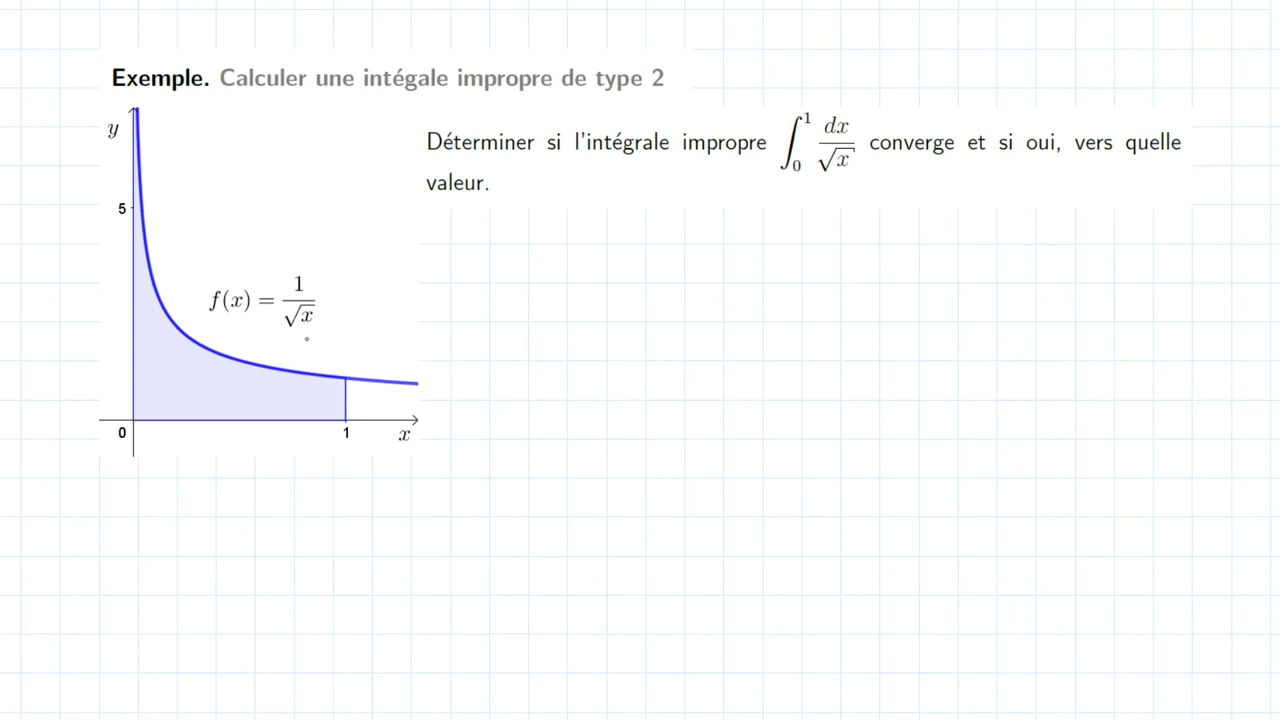 Exemple. Calculer une intégale impropre de type 2
y
Déterminer si l'intégrale impropre ∫₀¹ dx/√x converge et si oui, vers quelle
valeur.
5
f(x) = 1/√x
0
1
x